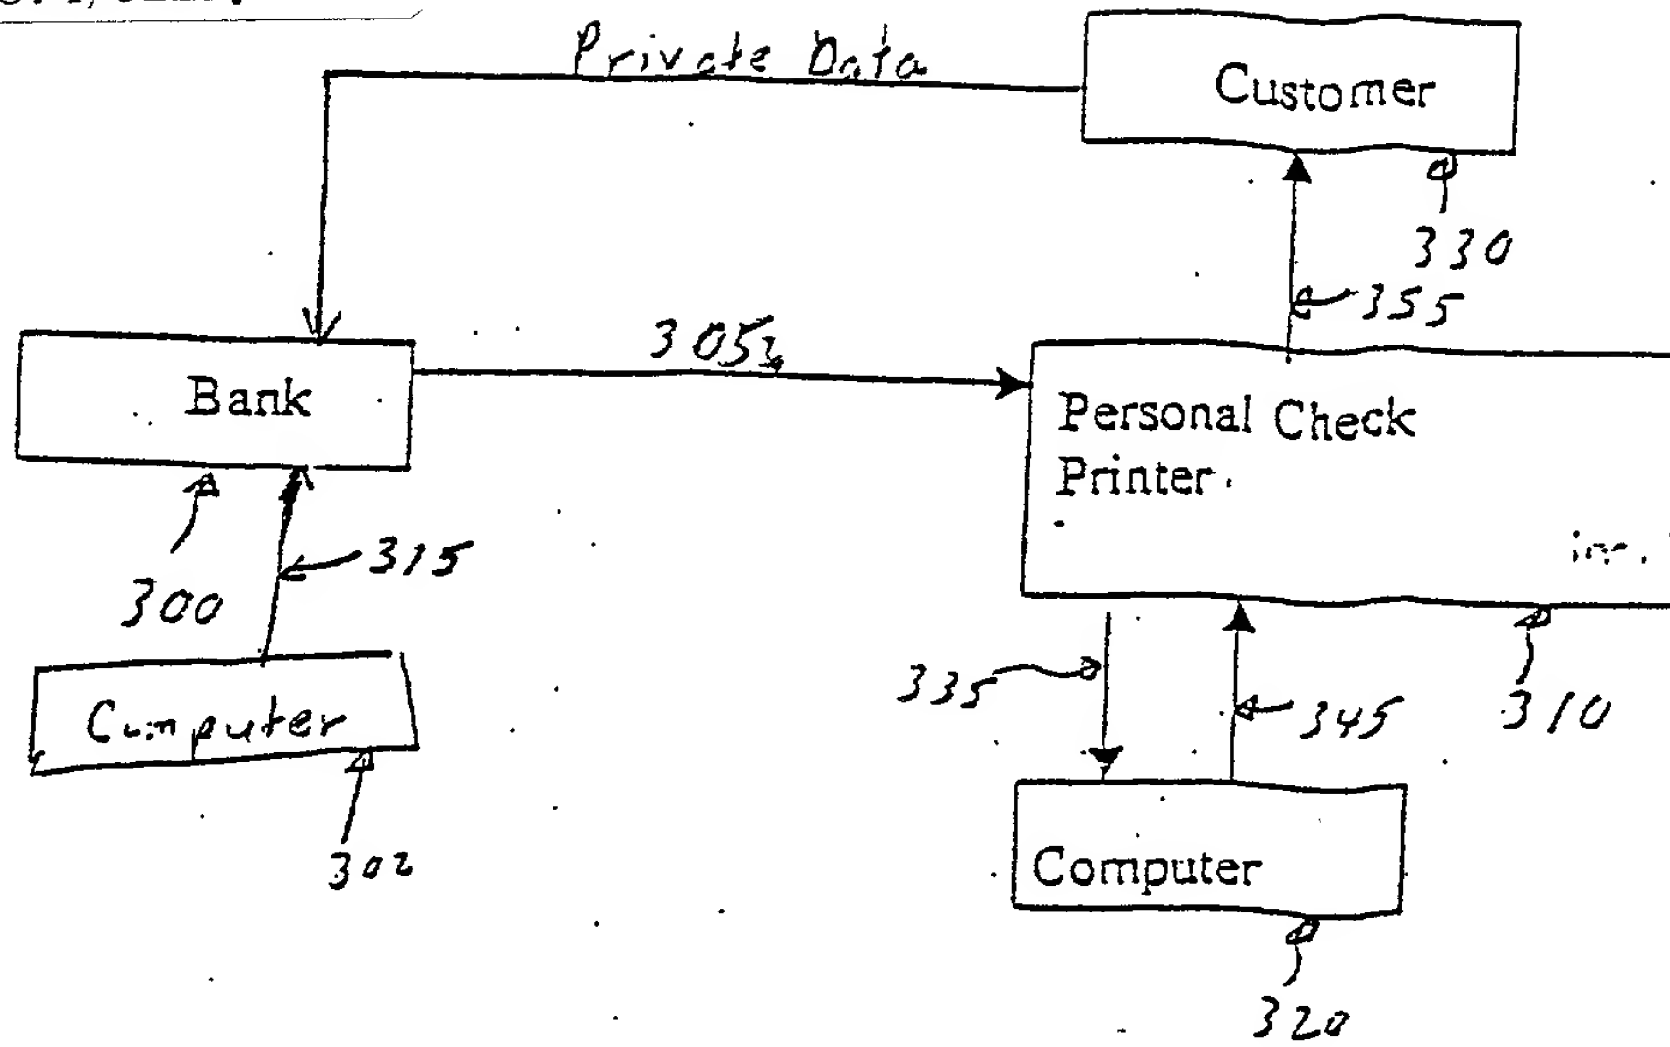 Private Data
Customer
330
355
305
Bank
Personal Check
Printer
315
300
335
345
310
Computer
302
Computer
320